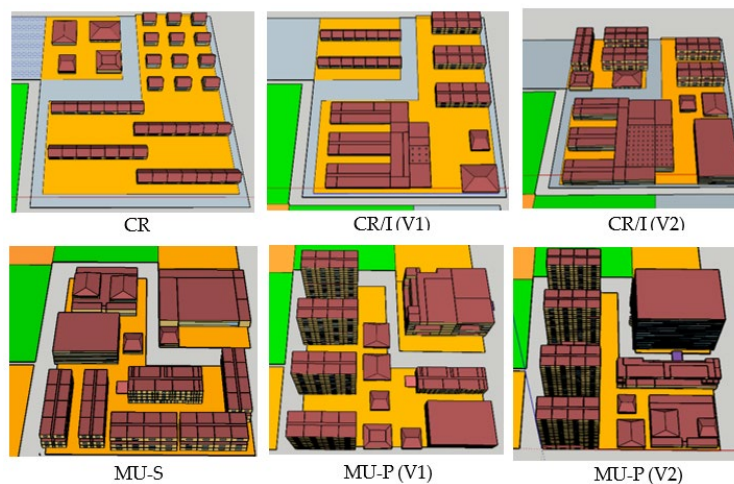 CR
CR/I (V1)
CR/I (V2)
MU-S
MU-P (V1)
MU-P (V2)